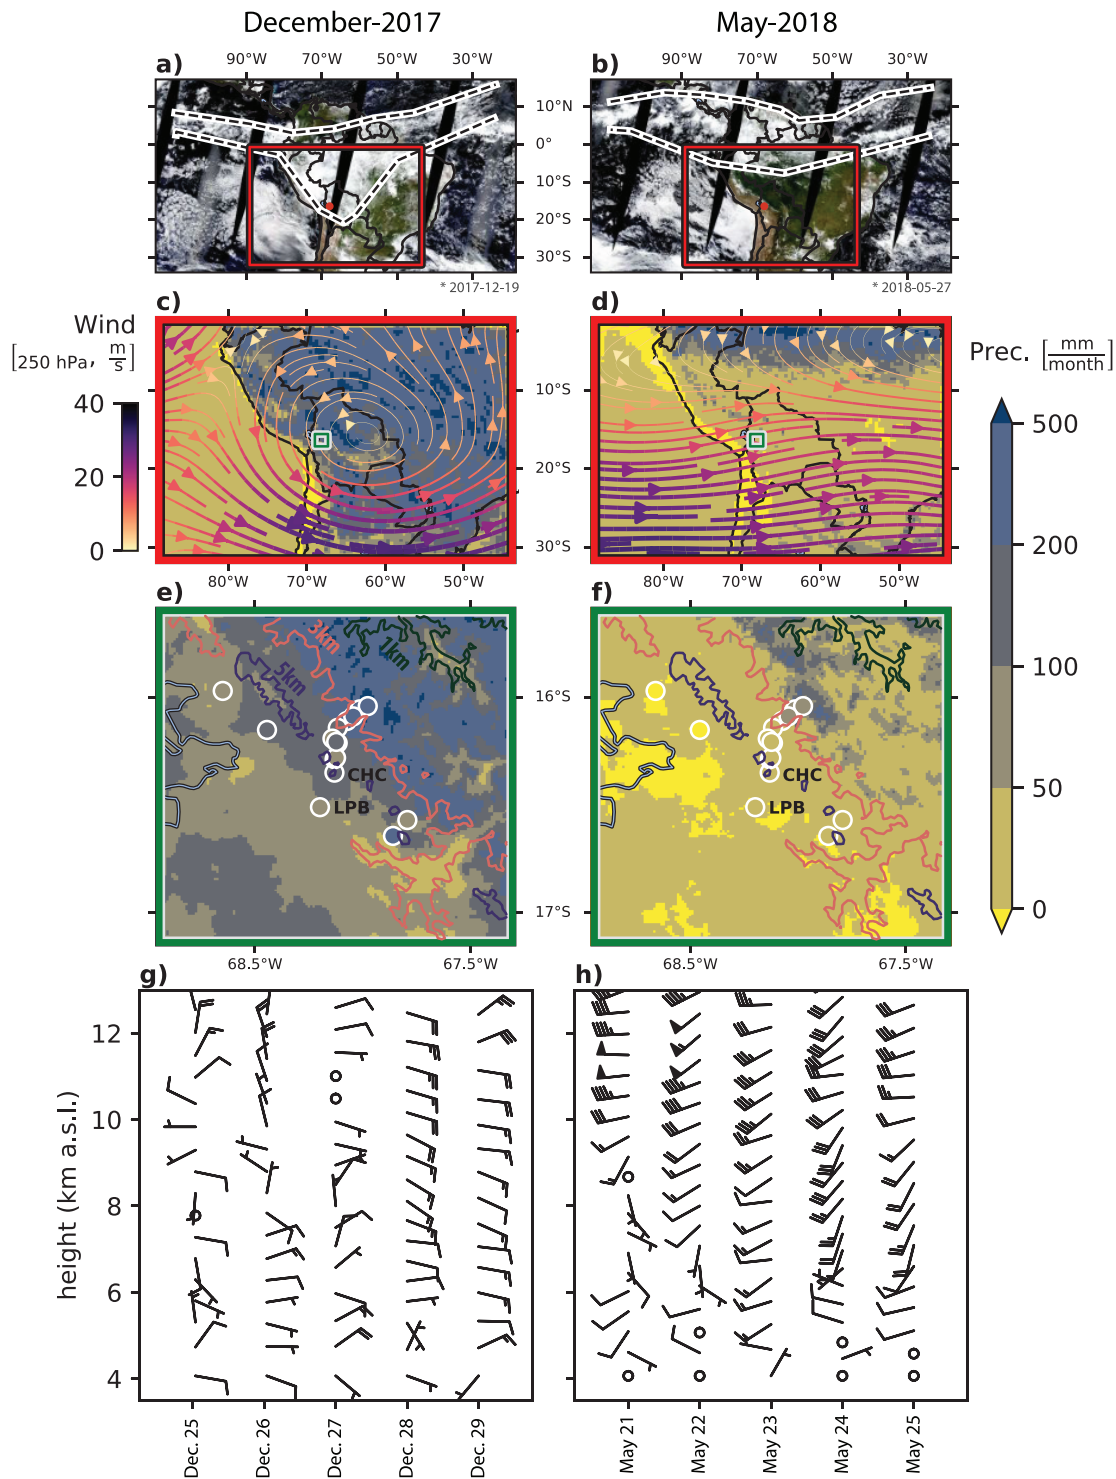 December-2017
May-2018
a)
90°W 70°W 50°W 30°W
b)
90°W 70°W 50°W 30°W
10°N
0°
10°S
20°S
30°S
* 2017-12-19
* 2018-05-27
c)
d)
Wind
[250 hPa, m/s]
40
20
0
10°S
20°S
30°S
80°W 70°W 60°W 50°W
80°W 70°W 60°W 50°W
Prec. [mm/month]
500
200
100
50
0
e)
f)
3km
1km
5km
CHC
LPB
CHC
LPB
16°S
17°S
68.5°W 67.5°W
68.5°W 67.5°W
g)
h)
height (km a.s.l.)
12
10
8
6
4
Dec. 25
Dec. 26
Dec. 27
Dec. 28
Dec. 29
May 21
May 22
May 23
May 24
May 25